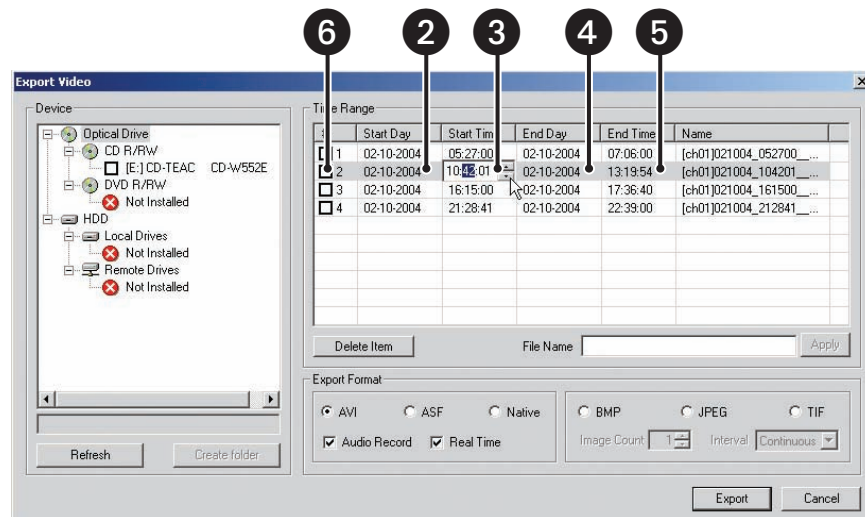 6 2 3 4 5
Export Video
Device
Optical Drive
CD R/RW
[E:] CD-TEAC CD-W552E
DVD R/RW
Not Installed
HDD
Local Drives
Not Installed
Remote Drives
Not Installed
Refresh Create folder
Time Range
Start Day Start Time End Day End Time Name
1 02-10-2004 05:27:00 02-10-2004 07:06:00 [ch01]021004_052700__...
2 02-10-2004 10:42:01 02-10-2004 13:19:54 [ch01]021004_104201__...
3 02-10-2004 16:15:00 02-10-2004 17:36:40 [ch01]021004_161500__...
4 02-10-2004 21:28:41 02-10-2004 22:39:00 [ch01]021004_212841__...
Delete Item File Name Apply
Export Format
AVI ASF Native BMP JPEG TIF
Audio Record Real Time Image Count 1 Interval Continuous
Export Cancel